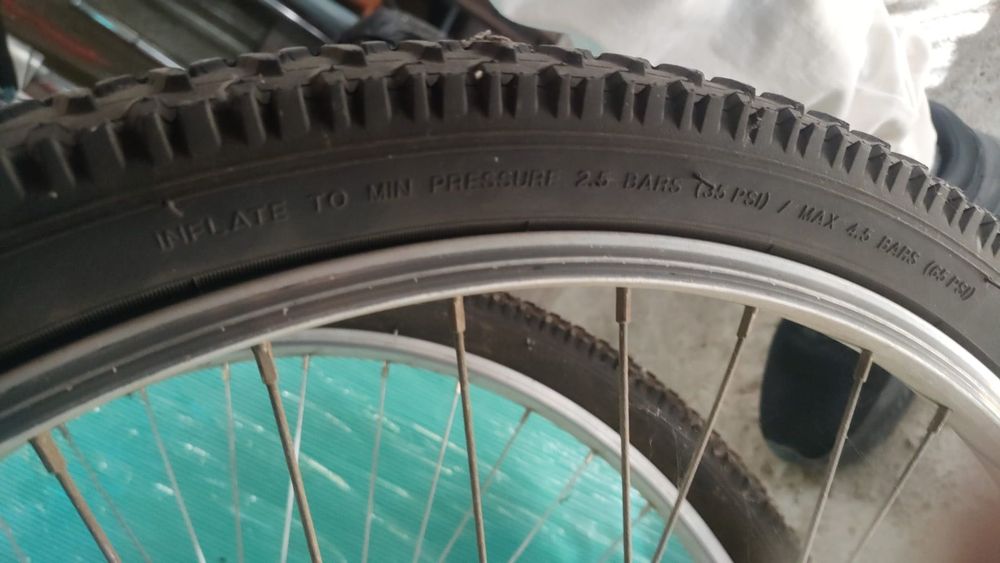 INFLATE TO MIN PRESSURE 2.5 BARS (35 PSI) / MAX 4.5 BARS (65 PSI)